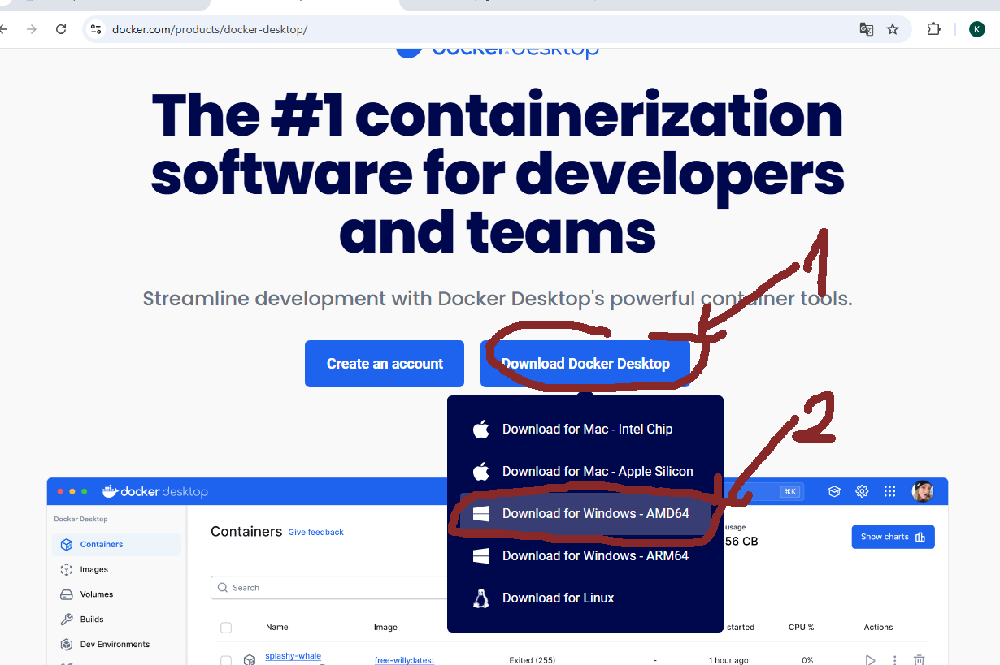 docker.com/products/docker-desktop/
K
docker.desktop
The #1 containerization
software for developers
and teams
1
Streamline development with Docker Desktop's powerful container tools.
Create an account
Download Docker Desktop
2
Download for Mac - Intel Chip
Download for Mac - Apple Silicon
Download for Windows - AMD64
Download for Windows - ARM64
Download for Linux
docker desktop
⌘K
Docker Desktop
Containers
Images
Volumes
Builds
Dev Environments
Containers Give feedback
usage
.56 CB
Show charts
Search
Name Image started CPU % Actions
splashy-whale free-willy:latest Exited (255) - 1 hour ago 0%